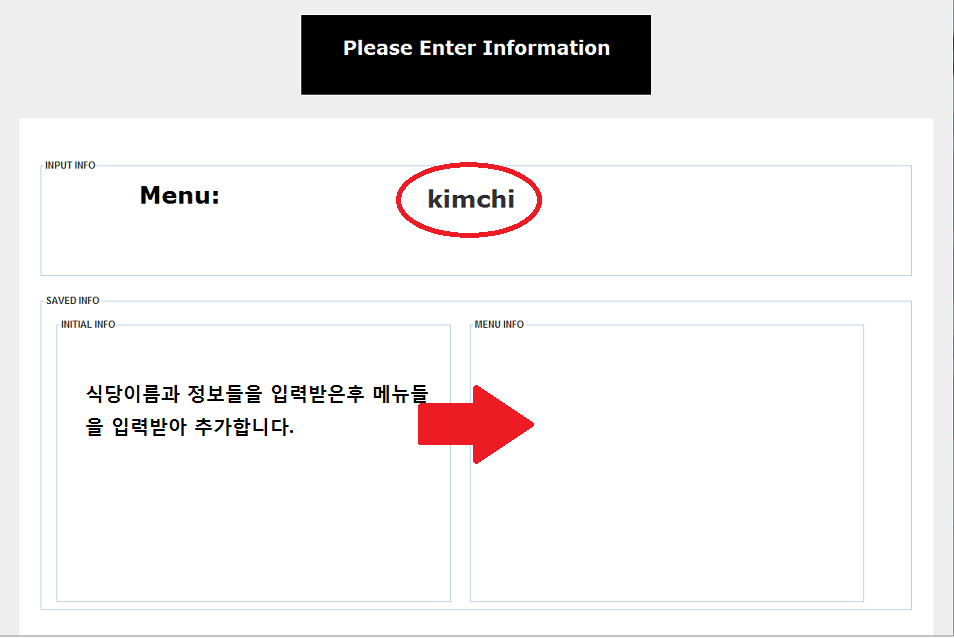 Please Enter Information
INPUT INFO
Menu:
kimchi
SAVED INFO
INITIAL INFO
MENU INFO
식당이름과 정보들을 입력받은후 메뉴들
을 입력받아 추가합니다.